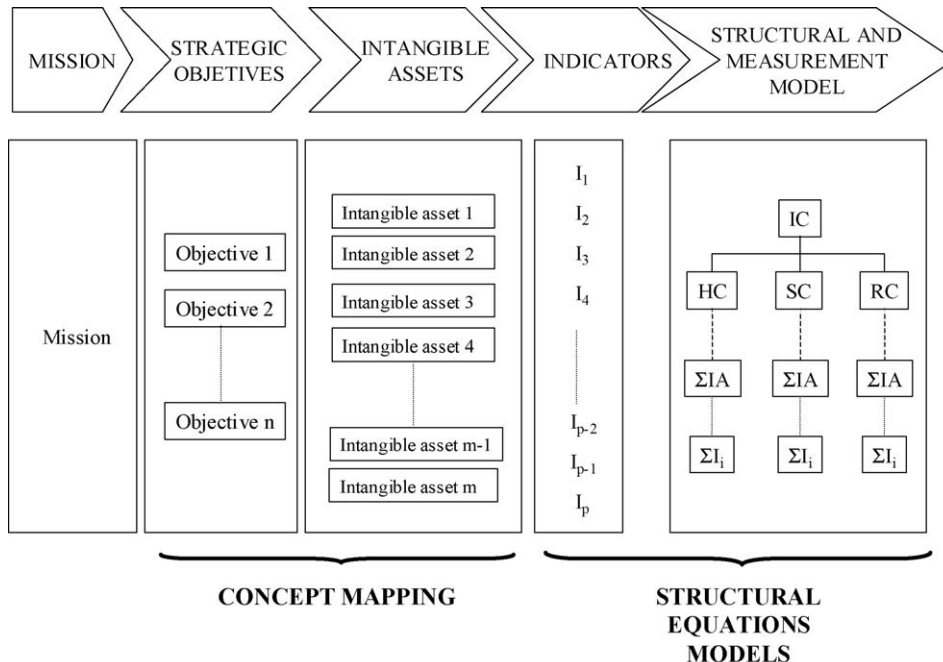 MISSION
STRATEGIC
OBJETIVES
INTANGIBLE
ASSETS
INDICATORS
STRUCTURAL AND
MEASUREMENT
MODEL
Mission
Objective 1
Objective 2
Objective n
Intangible asset 1
Intangible asset 2
Intangible asset 3
Intangible asset 4
Intangible asset m-1
Intangible asset m
I1
I2
I3
I4
Ip-2
Ip-1
Ip
IC
HC SC RC
ΣIA ΣIA ΣIA
ΣIi ΣIi ΣIi
CONCEPT MAPPING
STRUCTURAL
EQUATIONS
MODELS